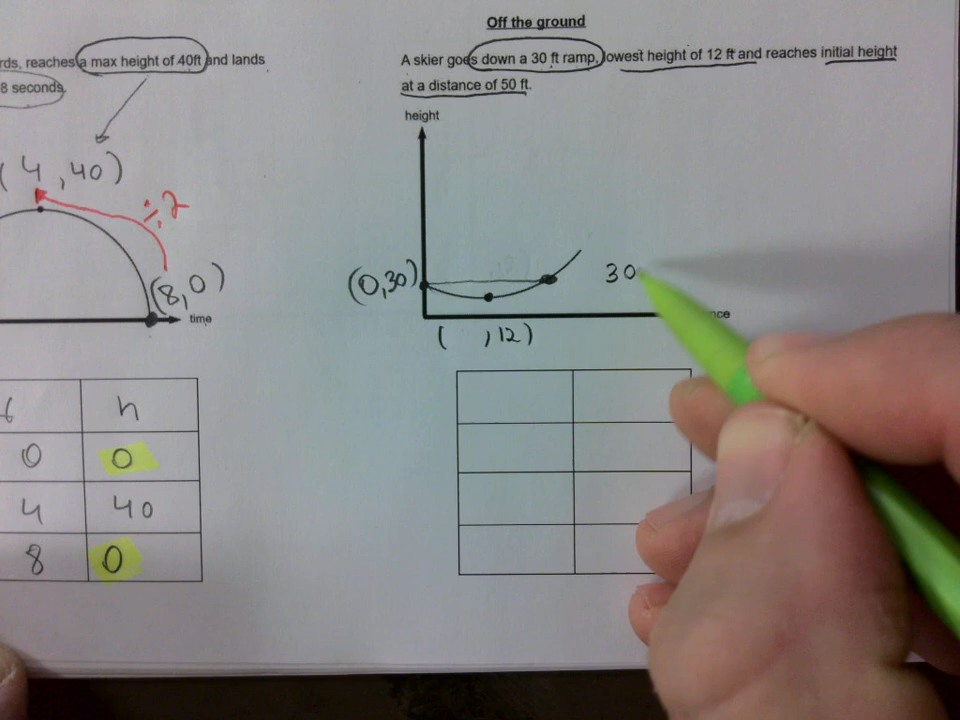 Off the ground
rds, reaches a max height of 40ft and lands
8 seconds.
A skier goes down a 30 ft ramp, lowest height of 12 ft and reaches initial height
at a distance of 50 ft.
height
( 4 , 40 )
÷ 2
(8, 0)
time
(0,30)
30
( , 12 )
nce
t h
0 0
4 40
8 0